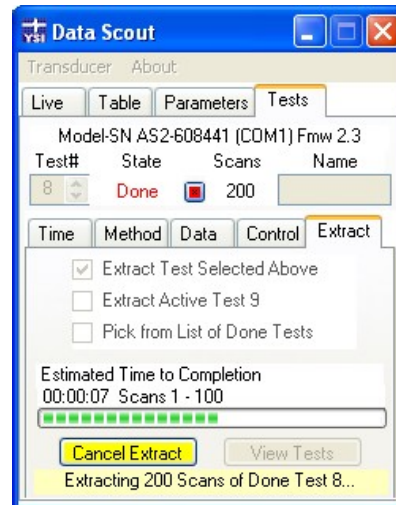 YSI Data Scout
Transducer About
Live Table Parameters Tests
Model-SN AS2-608441 (COM1) Fmw 2.3
Test# State Scans Name
8 Done 200
Time Method Data Control Extract
Extract Test Selected Above
Extract Active Test 9
Pick from List of Done Tests
Estimated Time to Completion
00:00:07 Scans 1 - 100
Cancel Extract View Tests
Extracting 200 Scans of Done Test 8...